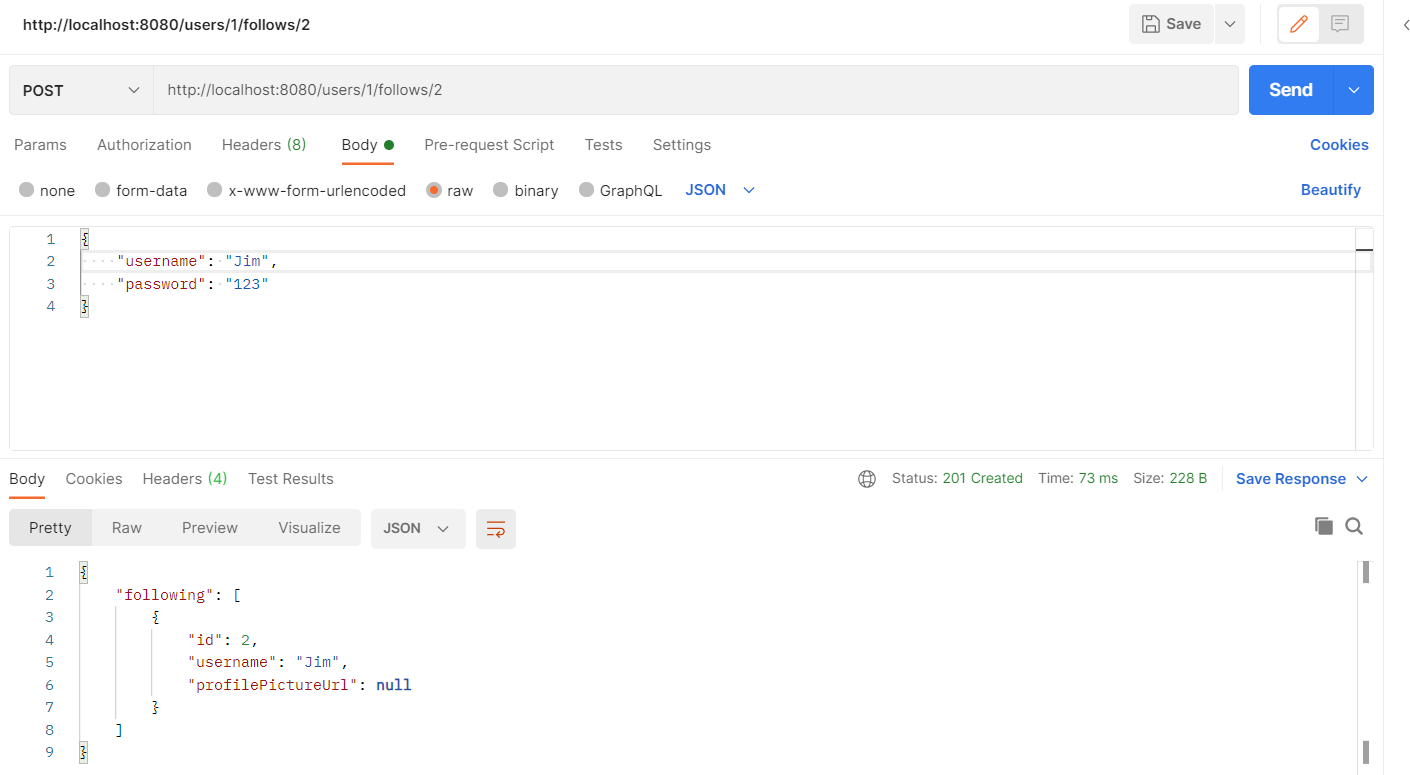 http://localhost:8080/users/1/follows/2
Save
POST http://localhost:8080/users/1/follows/2 Send
Params Authorization Headers (8) Body Pre-request Script Tests Settings Cookies
none form-data x-www-form-urlencoded raw binary GraphQL JSON Beautify
1 {
2 ····"username":·"Jim",
3 ····"password":·"123"
4 }
Body Cookies Headers (4) Test Results Status: 201 Created Time: 73 ms Size: 228 B Save Response
Pretty Raw Preview Visualize JSON
1 {
2 "following": [
3 {
4 "id": 2,
5 "username": "Jim",
6 "profilePictureUrl": null
7 }
8 ]
9 }